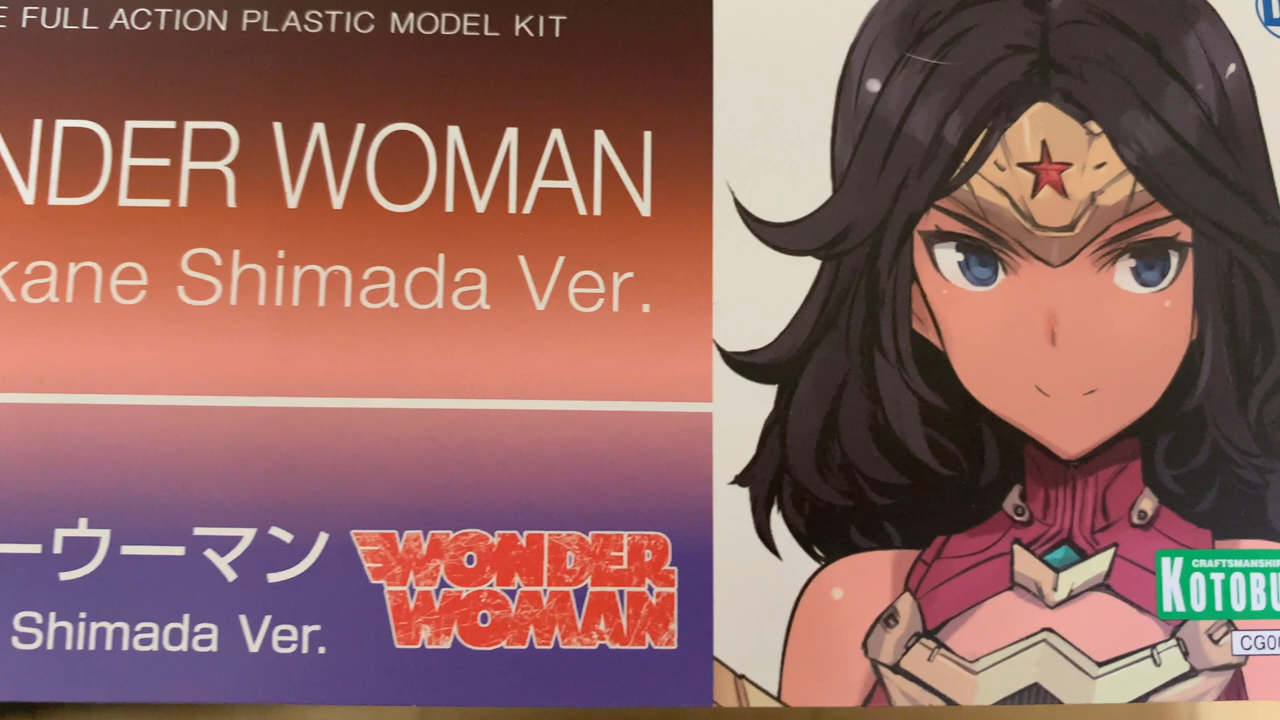 E FULL ACTION PLASTIC MODEL KIT
NDER WOMAN
kane Shimada Ver.
ーウーマン
Shimada Ver.
WONDER
WOMAN
CRAFTSMANSHIP
KOTOBU
CG00